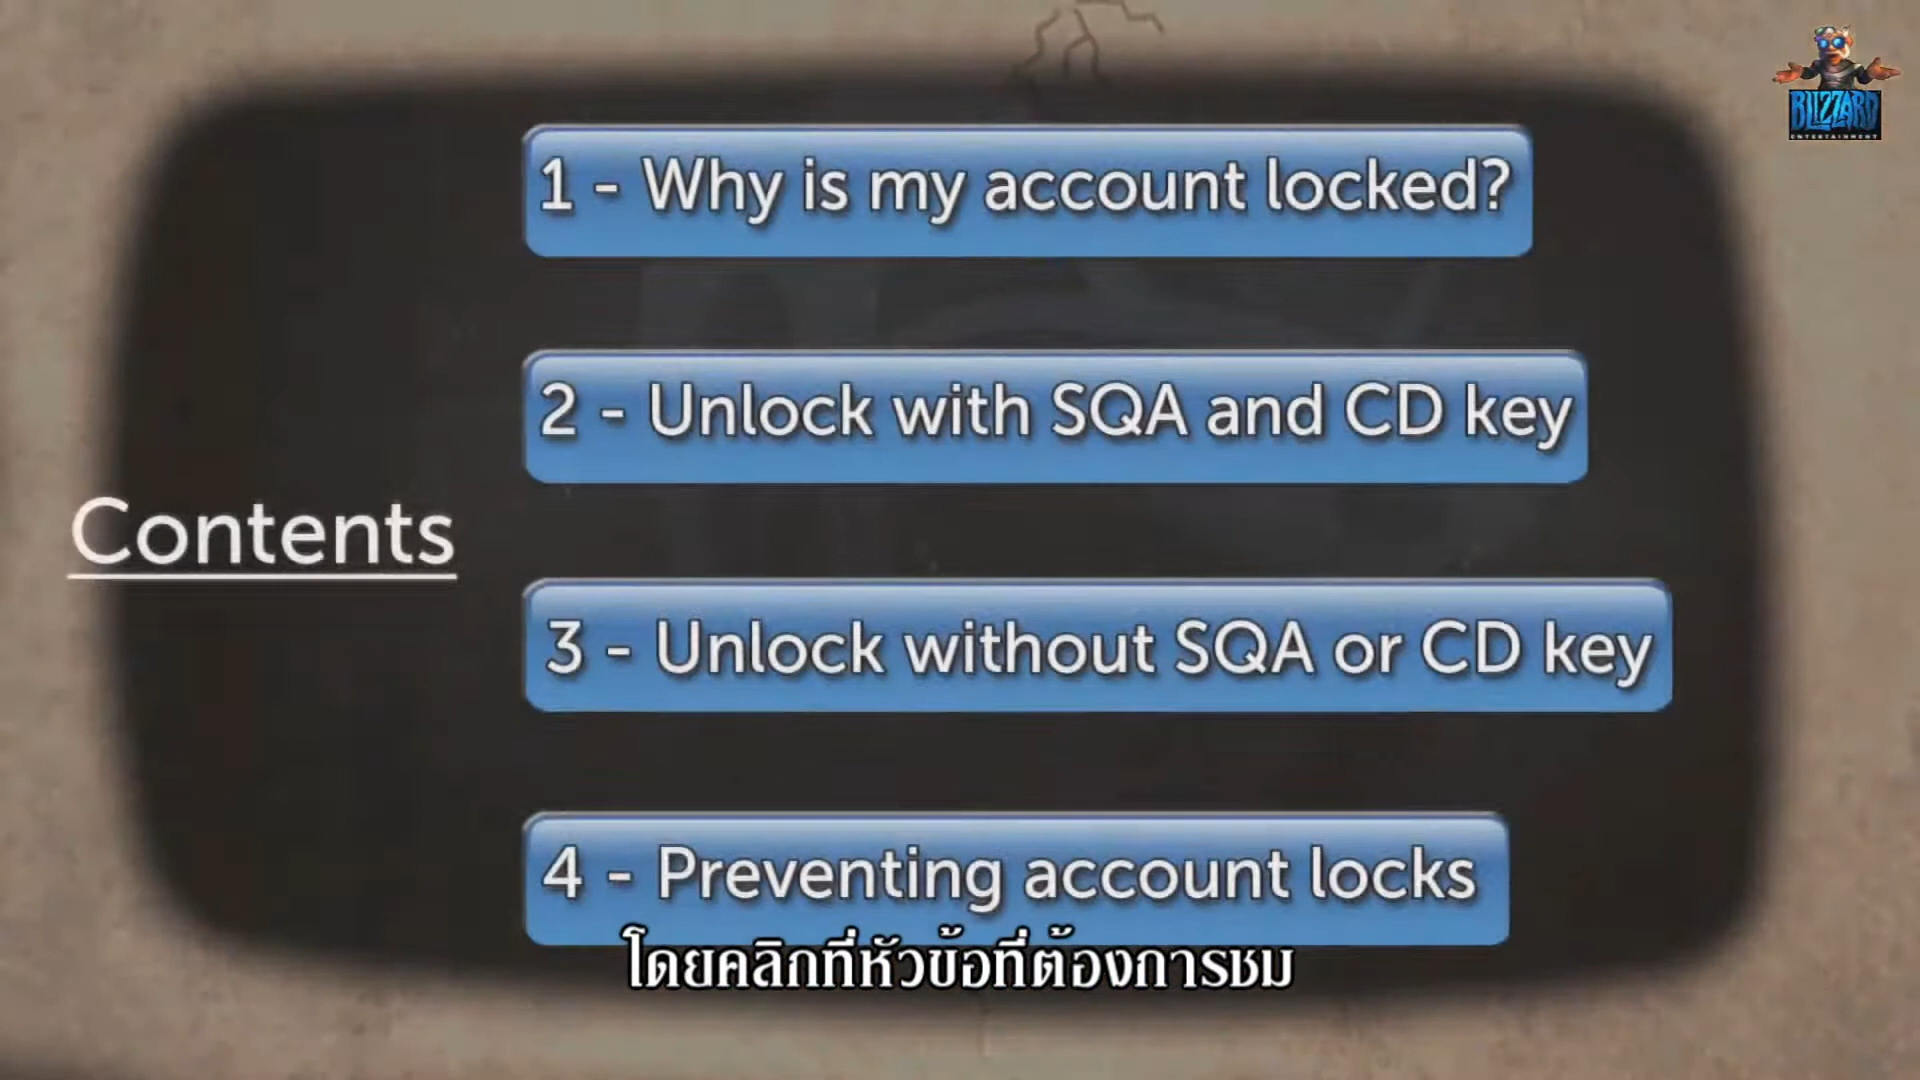 BLIZZARD
ENTERTAINMENT
1 - Why is my account locked?
2 - Unlock with SQA and CD key
Contents
3 - Unlock without SQA or CD key
4 - Preventing account locks
โดยคลิกที่หัวข้อที่ต้องการชม